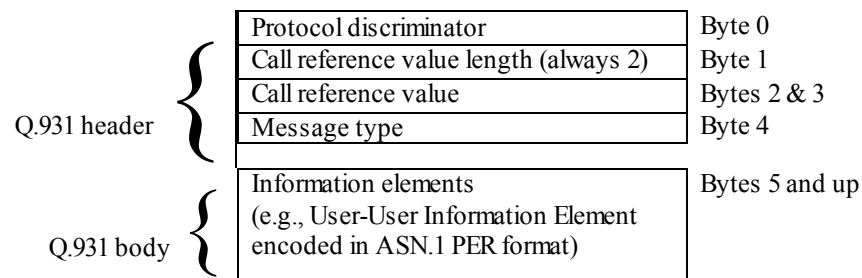 Protocol discriminator Byte 0
Call reference value length (always 2) Byte 1
Call reference value Bytes 2 & 3
Q.931 header
Message type Byte 4
Information elements Bytes 5 and up
(e.g., User-User Information Element
encoded in ASN.1 PER format)
Q.931 body